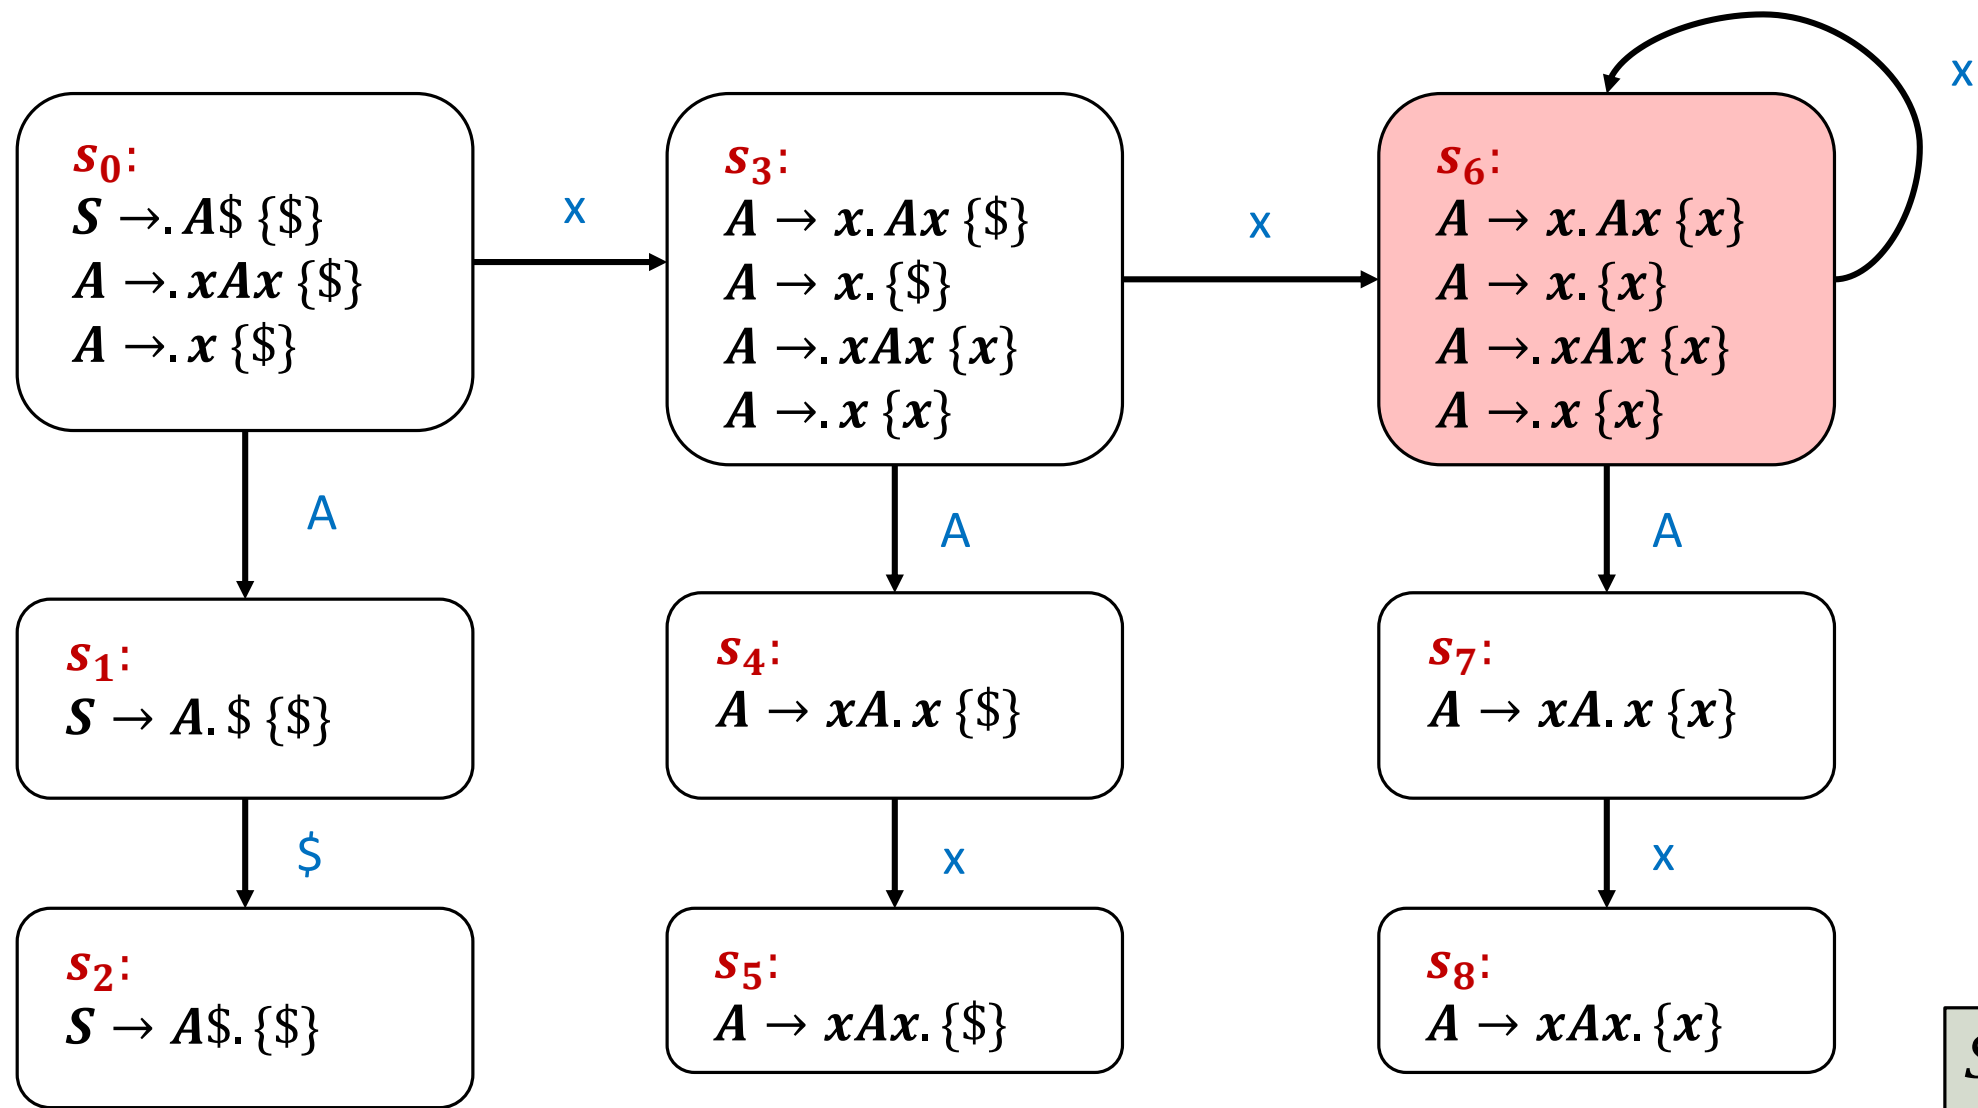 s₀:
S →. A$ {$}
A →. xAx {$}
A →. x {$}
x
s₃:
A → x. Ax {$}
A → x. {$}
A →. xAx {x}
A →. x {x}
x
s₆:
A → x. Ax {x}
A → x. {x}
A →. xAx {x}
A →. x {x}
x
A
A
A
s₁:
S → A. $ {$}
s₄:
A → xA. x {$}
s₇:
A → xA. x {x}
$
x
x
s₂:
S → A$. {$}
s₅:
A → xAx. {$}
s₈:
A → xAx. {x}